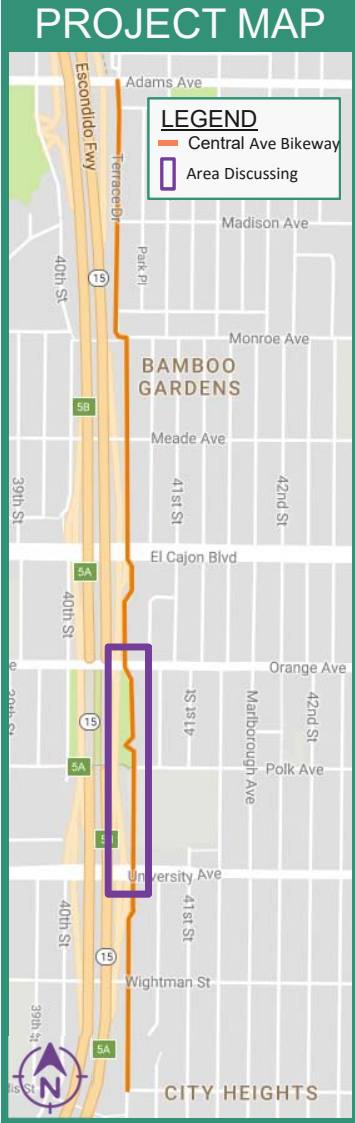 PROJECT MAP
Adams Ave
Escondido Fwy
LEGEND
Central Ave Bikeway
Area Discussing
Terrace Dr
Madison Ave
Park Pl
40th St
15
Monroe Ave
BAMBOO
GARDENS
5B
Meade Ave
39th St
41st St
42nd St
El Cajon Blvd
5A
40th St
Orange Ave
41st St
Marlborough Ave
42nd St
15
5A
Polk Ave
University Ave
40th St
41st St
15
Wightman St
39th St
5A
N
CITY HEIGHTS